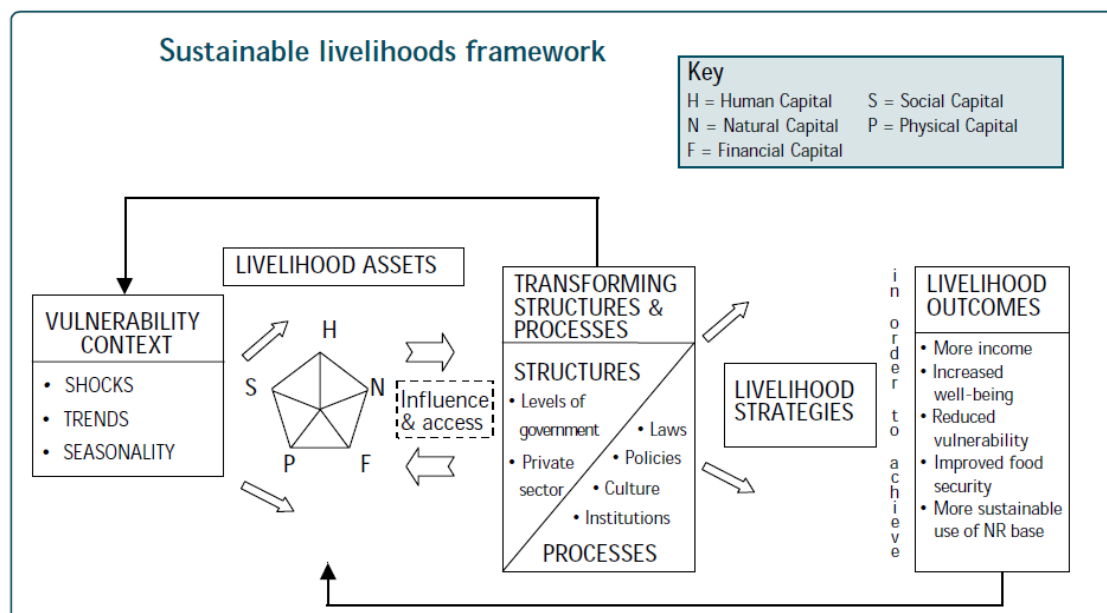 Sustainable livelihoods framework
Key
H = Human Capital S = Social Capital
N = Natural Capital P = Physical Capital
F = Financial Capital
LIVELIHOOD ASSETS
VULNERABILITY
CONTEXT
• SHOCKS
• TRENDS
• SEASONALITY
H
S
N
P
F
Influence
& access
TRANSFORMING
STRUCTURES &
PROCESSES
STRUCTURES
• Levels of
government
• Private
sector
• Laws
• Policies
• Culture
• Institutions
PROCESSES
LIVELIHOOD
STRATEGIES
in order to achieve
LIVELIHOOD
OUTCOMES
• More income
• Increased
well-being
• Reduced
vulnerability
• Improved food
security
• More sustainable
use of NR base